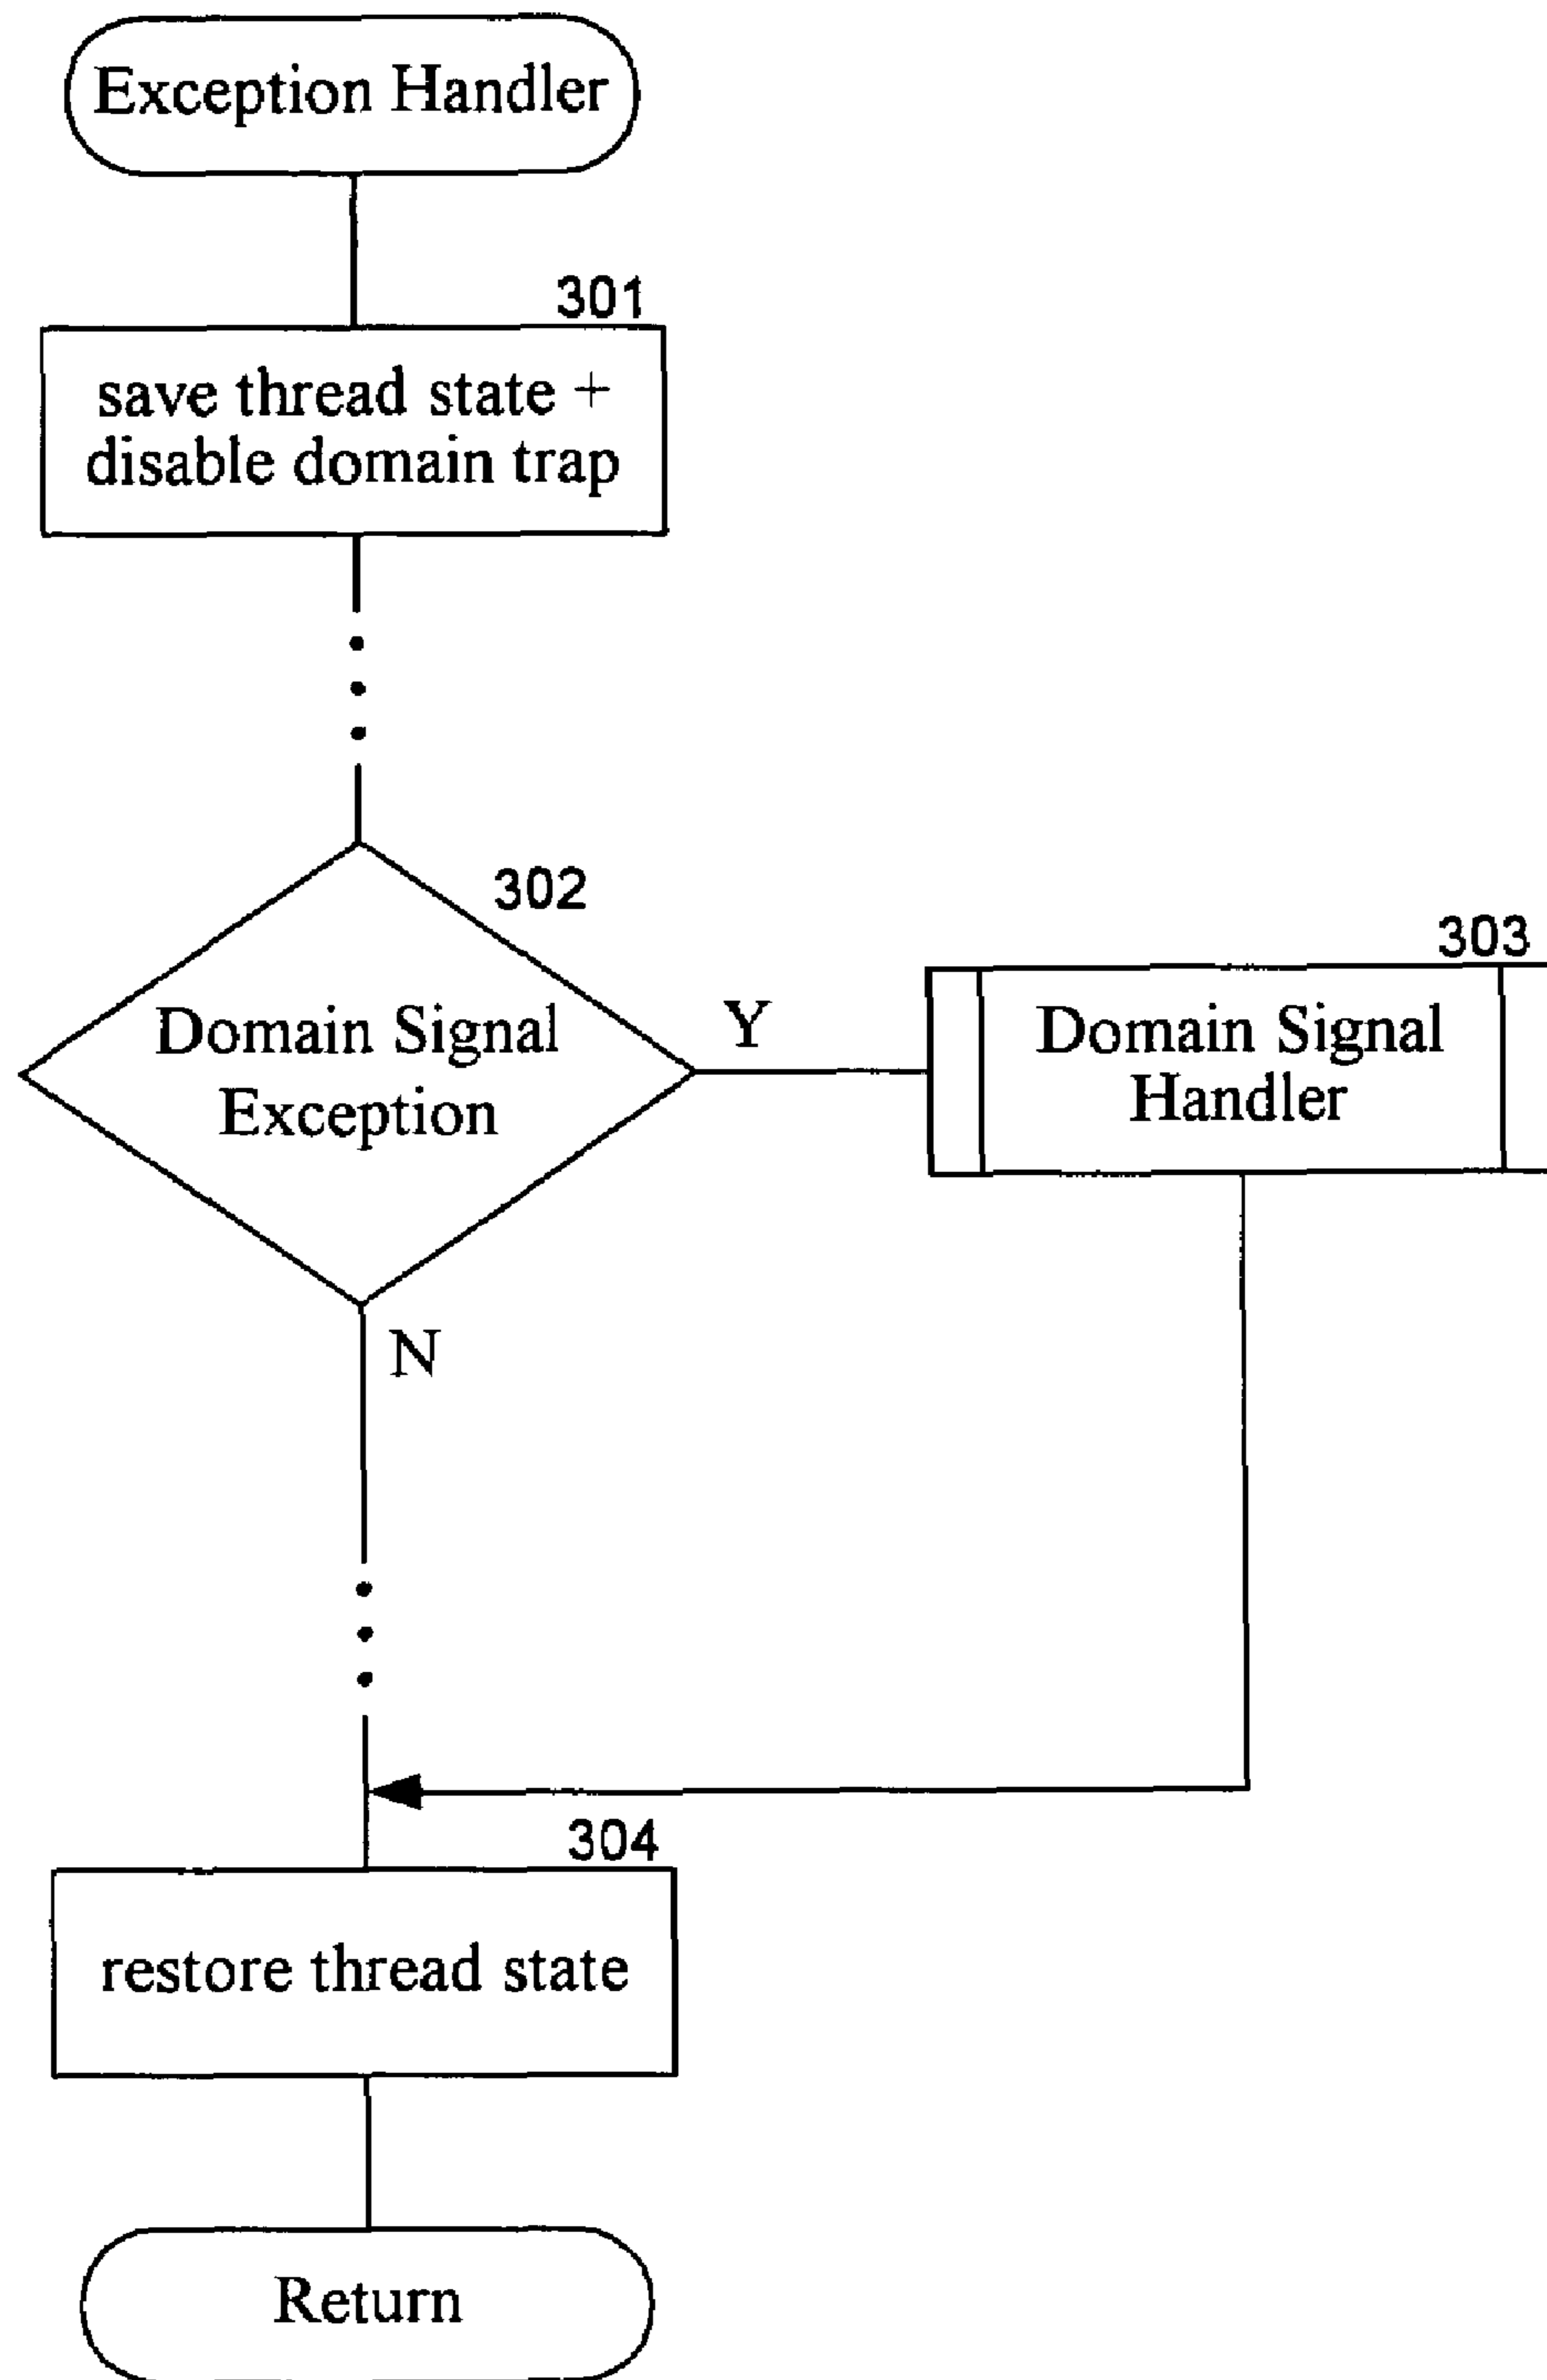 Exception Handler
301
save thread state +
disable domain trap
302
Domain Signal
Exception
Y
303
Domain Signal
Handler
N
304
restore thread state
Return